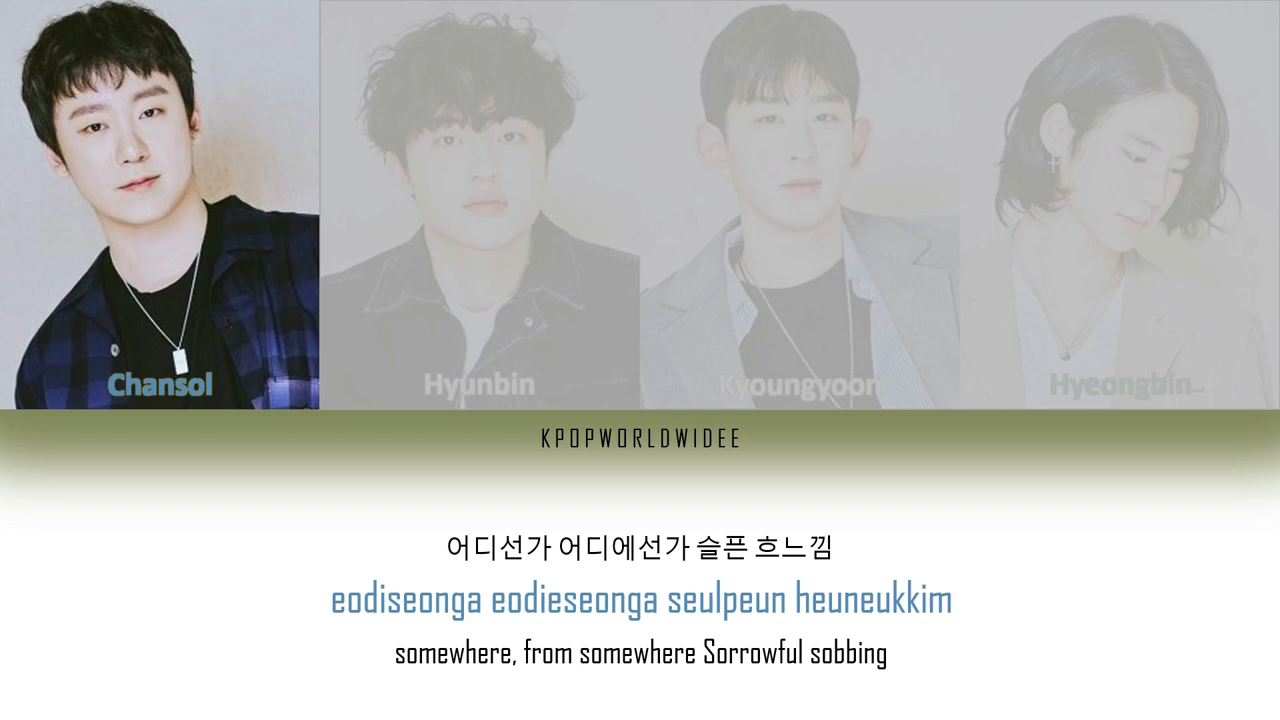 Chansol
Hyunbin
Kyoungyoon
Hyeongbin
KPOPWORLDWIDEE
어디선가 어디에선가 슬픈 흐느낌
eodiseonga eodieseonga seulpeun heuneukkim
somewhere, from somewhere Sorrowful sobbing